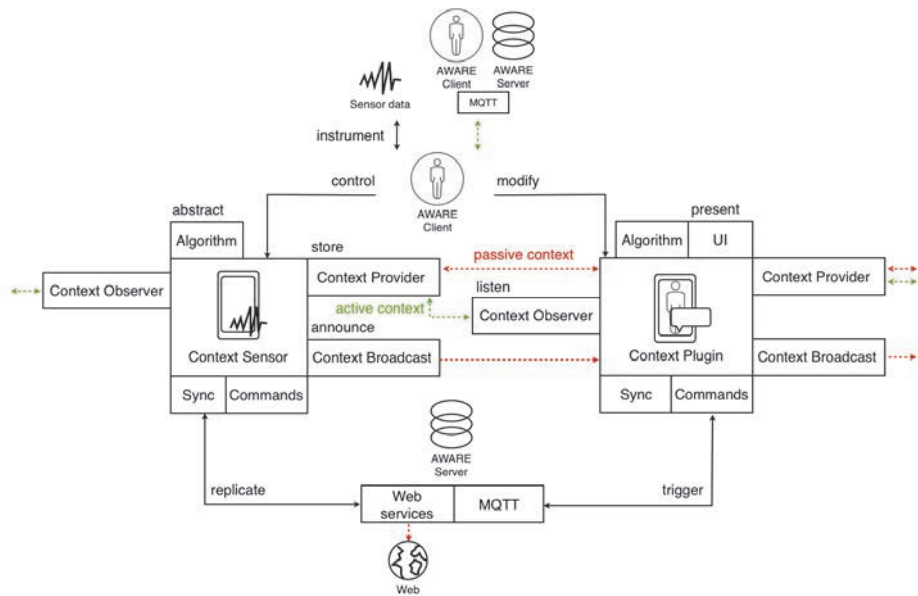 AWARE
Client
AWARE
Server
MQTT
Sensor data
instrument
control
modify
AWARE
Client
abstract
present
Algorithm
Algorithm
UI
store
passive context
Context Observer
Context Provider
listen
Context Provider
active context
Context Observer
announce
Context Sensor
Context Broadcast
Context Plugin
Context Broadcast
Sync
Commands
Sync
Commands
AWARE
Server
replicate
trigger
Web
services
MQTT
Web